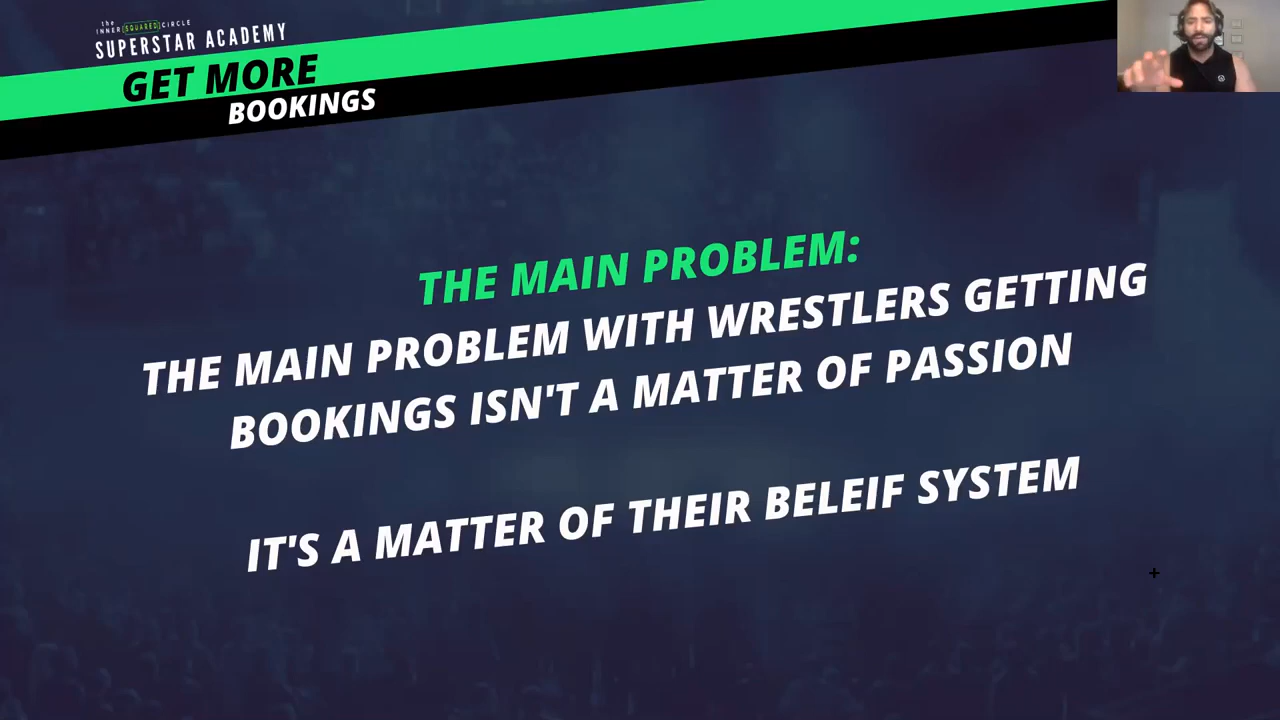 the
INNER SQUARED CIRCLE
SUPERSTAR ACADEMY
GET MORE
BOOKINGS
THE MAIN PROBLEM:
THE MAIN PROBLEM WITH WRESTLERS GETTING
BOOKINGS ISN'T A MATTER OF PASSION
IT'S A MATTER OF THEIR BELEIF SYSTEM